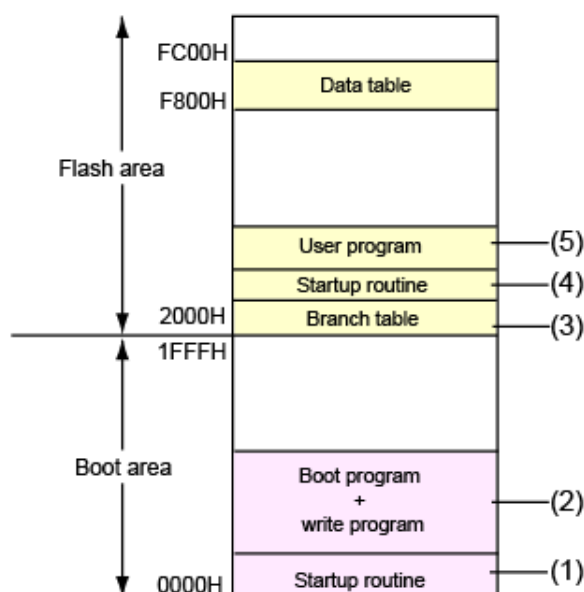 FC00H
Data table
F800H
Flash area
User program
(5)
Startup routine
(4)
2000H
Branch table
(3)
1FFFH
Boot area
Boot program
+
write program
(2)
0000H
Startup routine
(1)